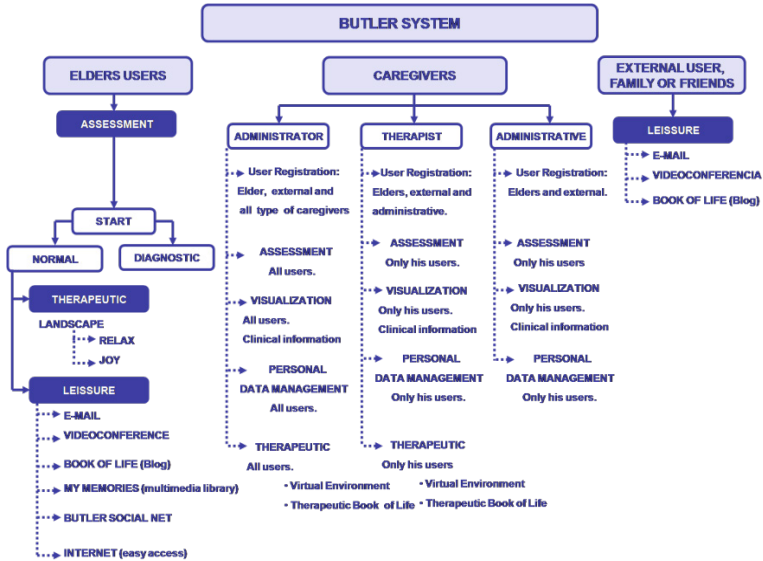 BUTLER SYSTEM
ELDERS USERS
ASSESSMENT
START
NORMAL
DIAGNOSTIC
THERAPEUTIC
LANDSCAPE
RELAX
JOY
LEISSURE
E-MAIL
VIDEOCONFERENCE
BOOK OF LIFE (Blog)
MY MEMORIES (multimedia library)
BUTLER SOCIAL NET
INTERNET (easy access)
CAREGIVERS
ADMINISTRATOR
User Registration:
Elder, external and
all type of caregivers
ASSESSMENT
All users.
VISUALIZATION
All users.
Clinical information
PERSONAL
DATA MANAGEMENT
All users.
THERAPEUTIC
All users.
• Virtual Environment
• Therapeutic Book of Life
THERAPIST
User Registration:
Elders, external and
administrative.
ASSESSMENT
Only his users.
VISUALIZATION
Only his users.
Clinical information
PERSONAL
DATA MANAGEMENT
Only his users.
THERAPEUTIC
Only his users
• Virtual Environment
• Therapeutic Book of Life
ADMINISTRATIVE
User Registration:
Elders and external.
ASSESSMENT
Only his users
VISUALIZATION
Only his users.
Clinical information
PERSONAL
DATA MANAGEMENT
Only his users.
EXTERNAL USER,
FAMILY OR FRIENDS
LEISSURE
E-MAIL
VIDEOCONFERENCIA
BOOK OF LIFE (Blog)